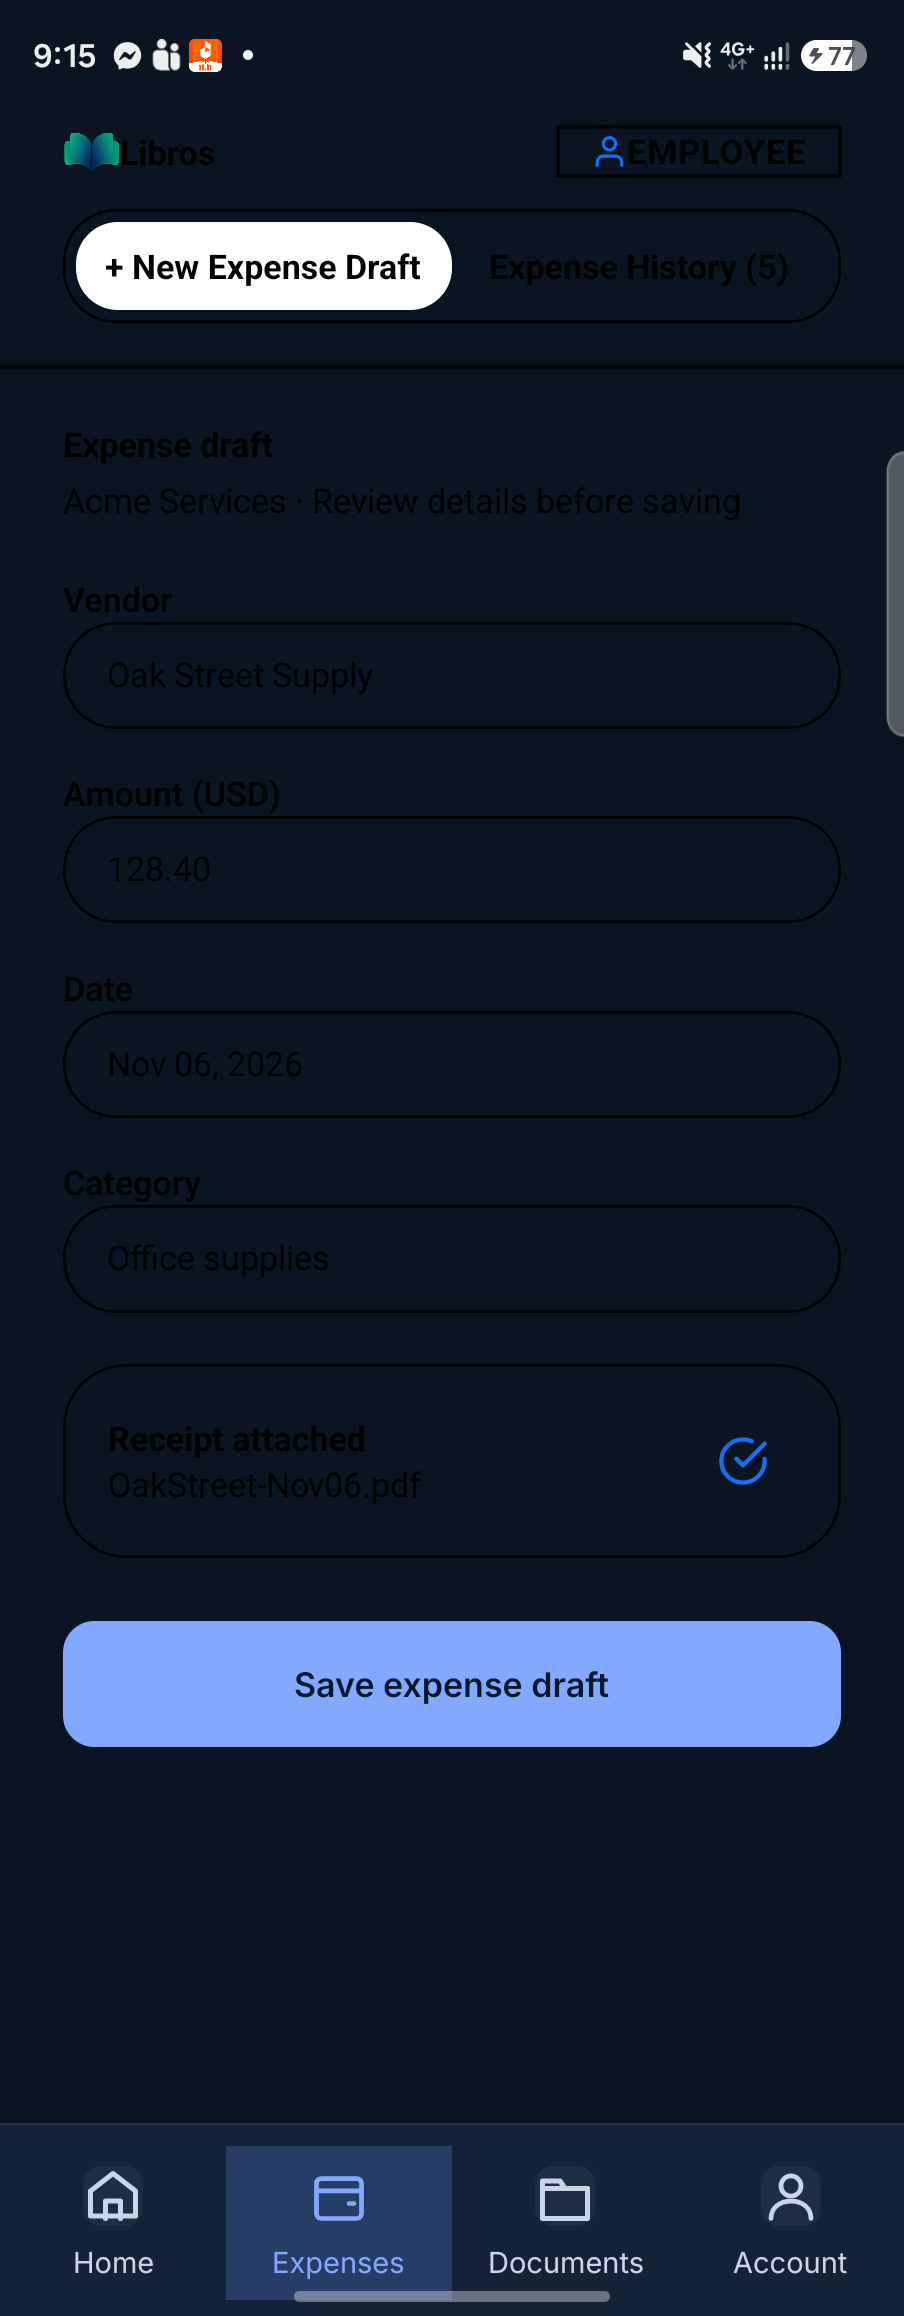 9:15
4G+
77
Libros
EMPLOYEE
+ New Expense Draft
Expense History (5)
Expense draft
Acme Services · Review details before saving
Vendor
Oak Street Supply
Amount (USD)
128.40
Date
Nov 06, 2026
Category
Office supplies
Receipt attached
OakStreet-Nov06.pdf
Save expense draft
Home
Expenses
Documents
Account